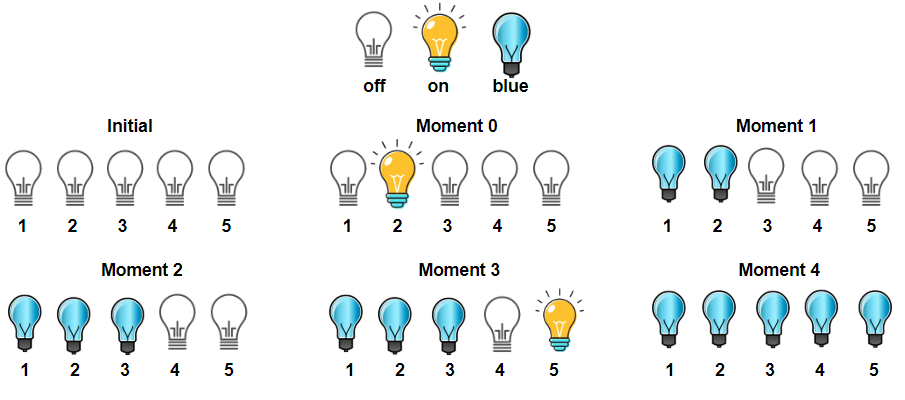 off on blue
Initial Moment 0 Moment 1
1 2 3 4 5 1 2 3 4 5 1 2 3 4 5
Moment 2 Moment 3 Moment 4
1 2 3 4 5 1 2 3 4 5 1 2 3 4 5